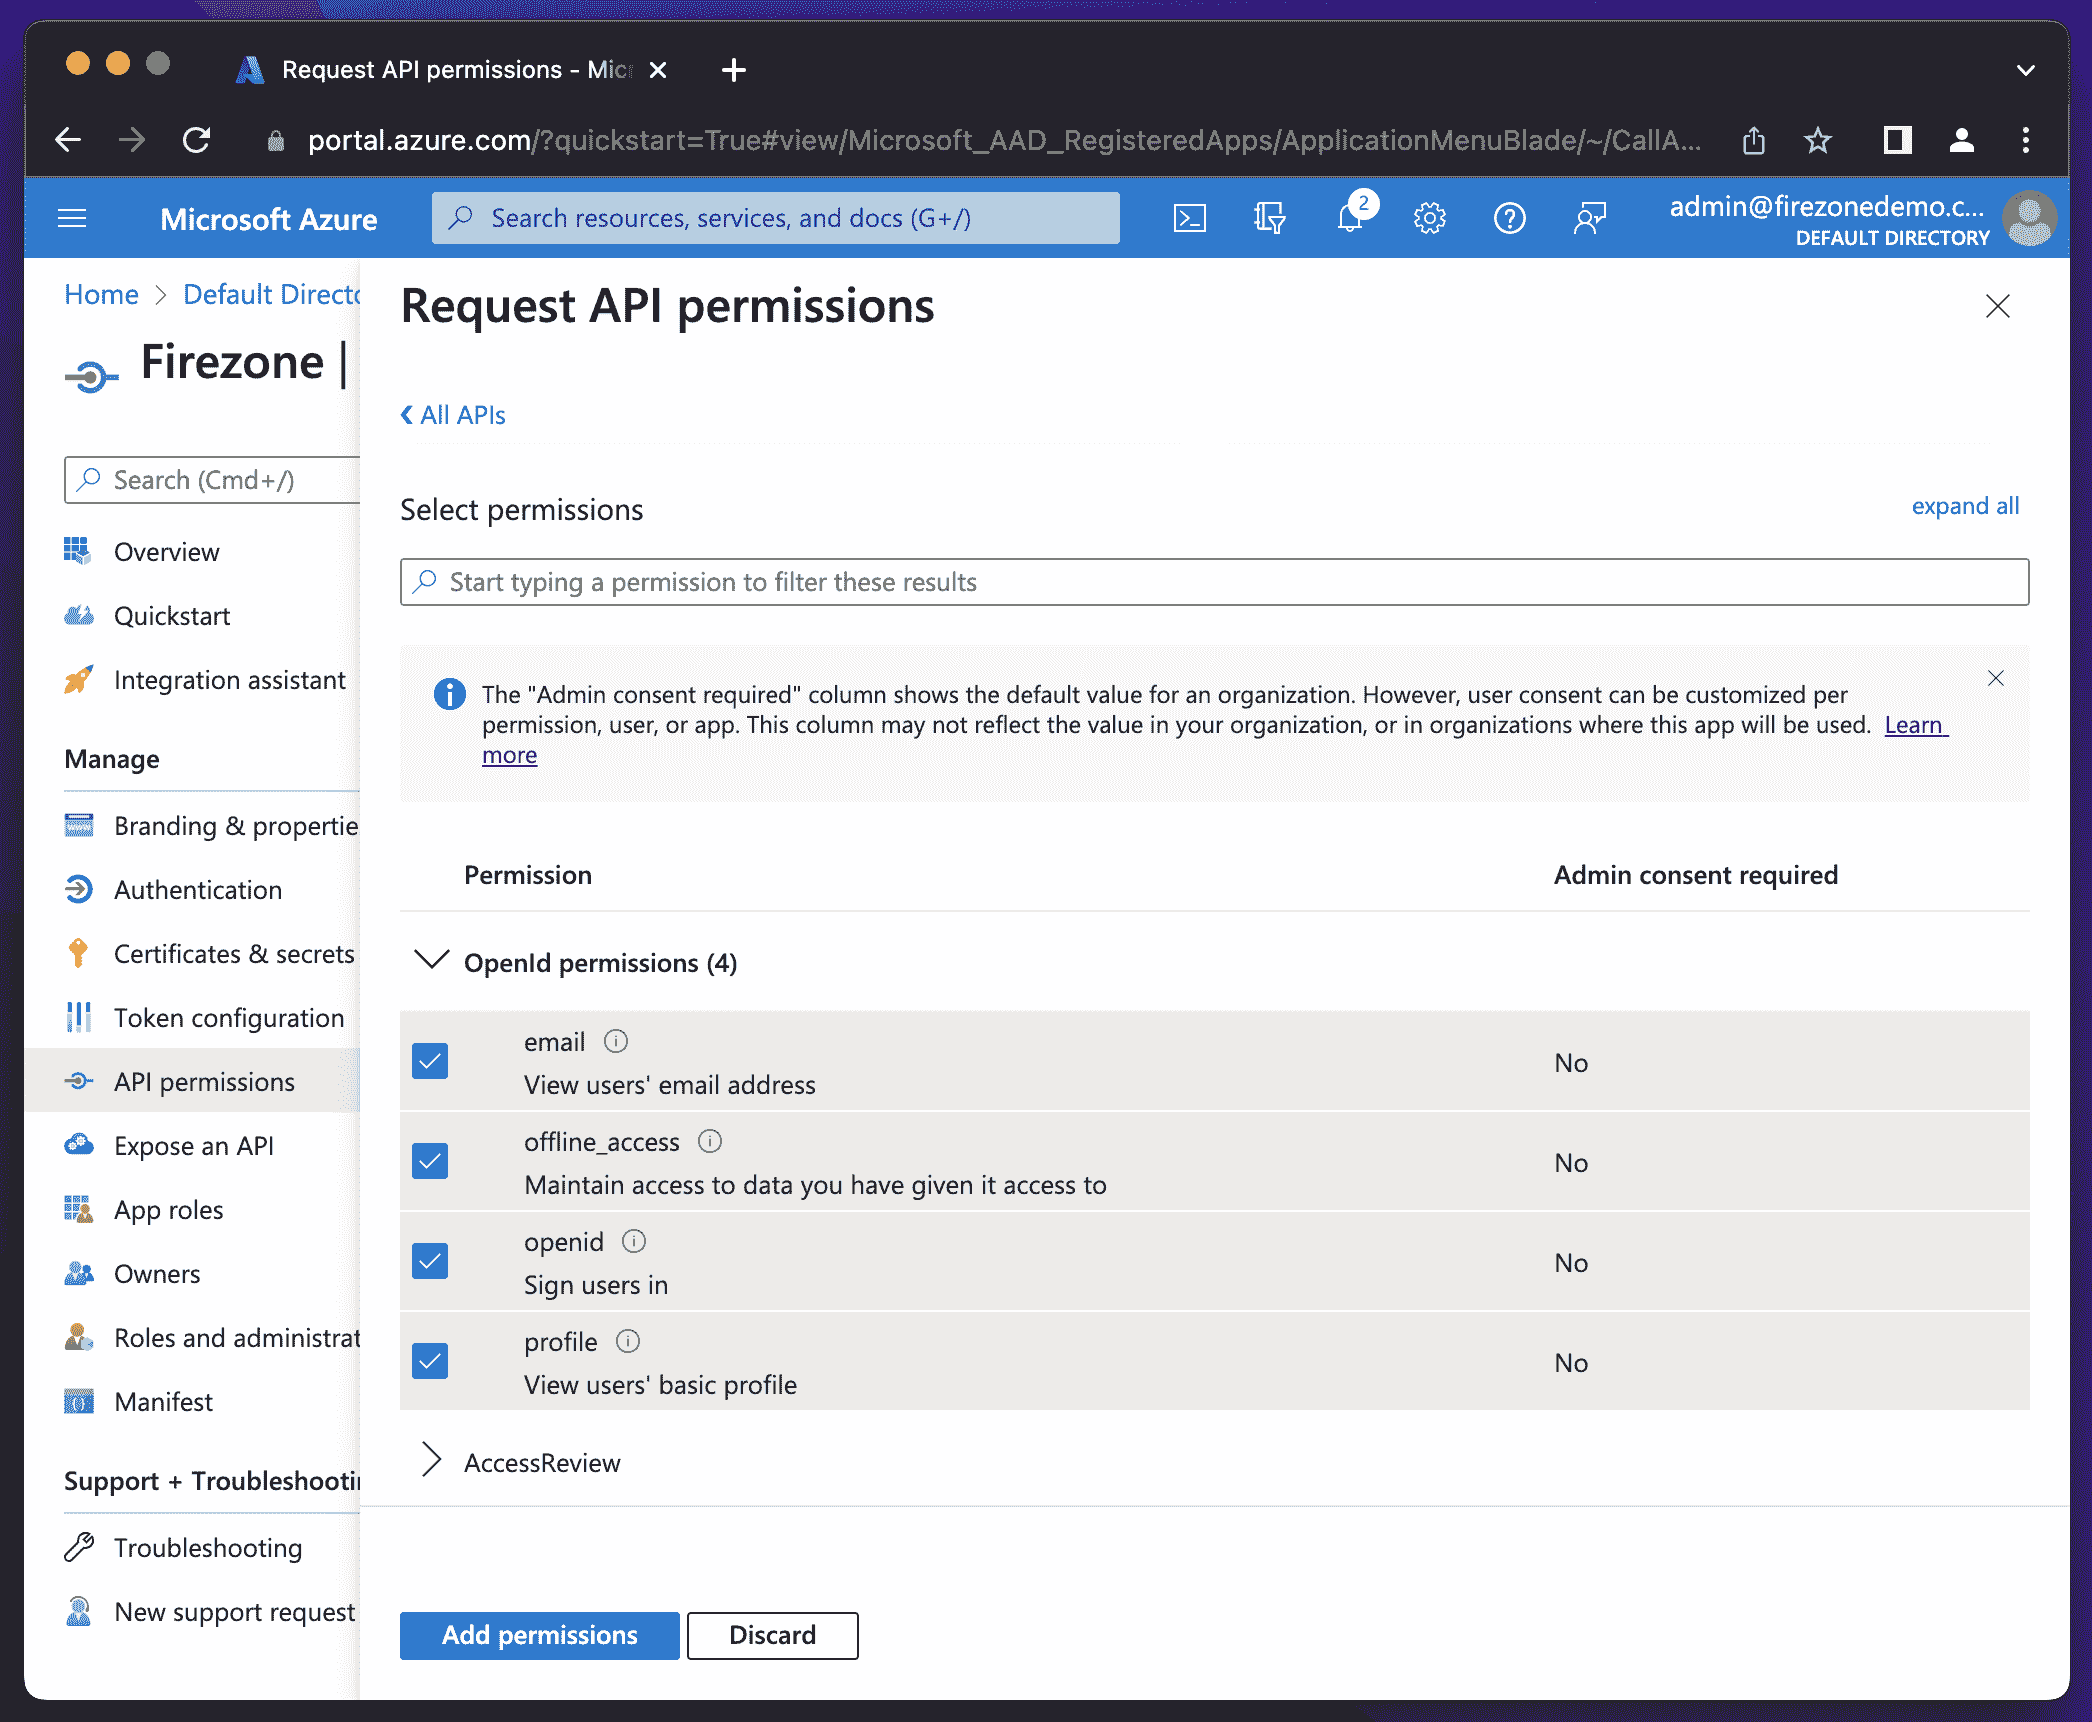 Request API permissions - Mic
portal.azure.com/?quickstart=True#view/Microsoft_AAD_RegisteredApps/ApplicationMenuBlade/~/CallA...
Microsoft Azure
Search resources, services, and docs (G+/)
2
admin@firezonedemo.c...
DEFAULT DIRECTORY
Home > Default Directo
Firezone |
Search (Cmd+/)
Overview
Quickstart
Integration assistant
Manage
Branding & propertie
Authentication
Certificates & secrets
Token configuration
API permissions
Expose an API
App roles
Owners
Roles and administrat
Manifest
Support + Troubleshootin
Troubleshooting
New support request
Request API permissions
All APIs
Select permissions
expand all
Start typing a permission to filter these results
The "Admin consent required" column shows the default value for an organization. However, user consent can be customized per
permission, user, or app. This column may not reflect the value in your organization, or in organizations where this app will be used. Learn
more
Permission
Admin consent required
OpenId permissions (4)
email
View users' email address
No
offline_access
Maintain access to data you have given it access to
No
openid
Sign users in
No
profile
View users' basic profile
No
AccessReview
Add permissions
Discard